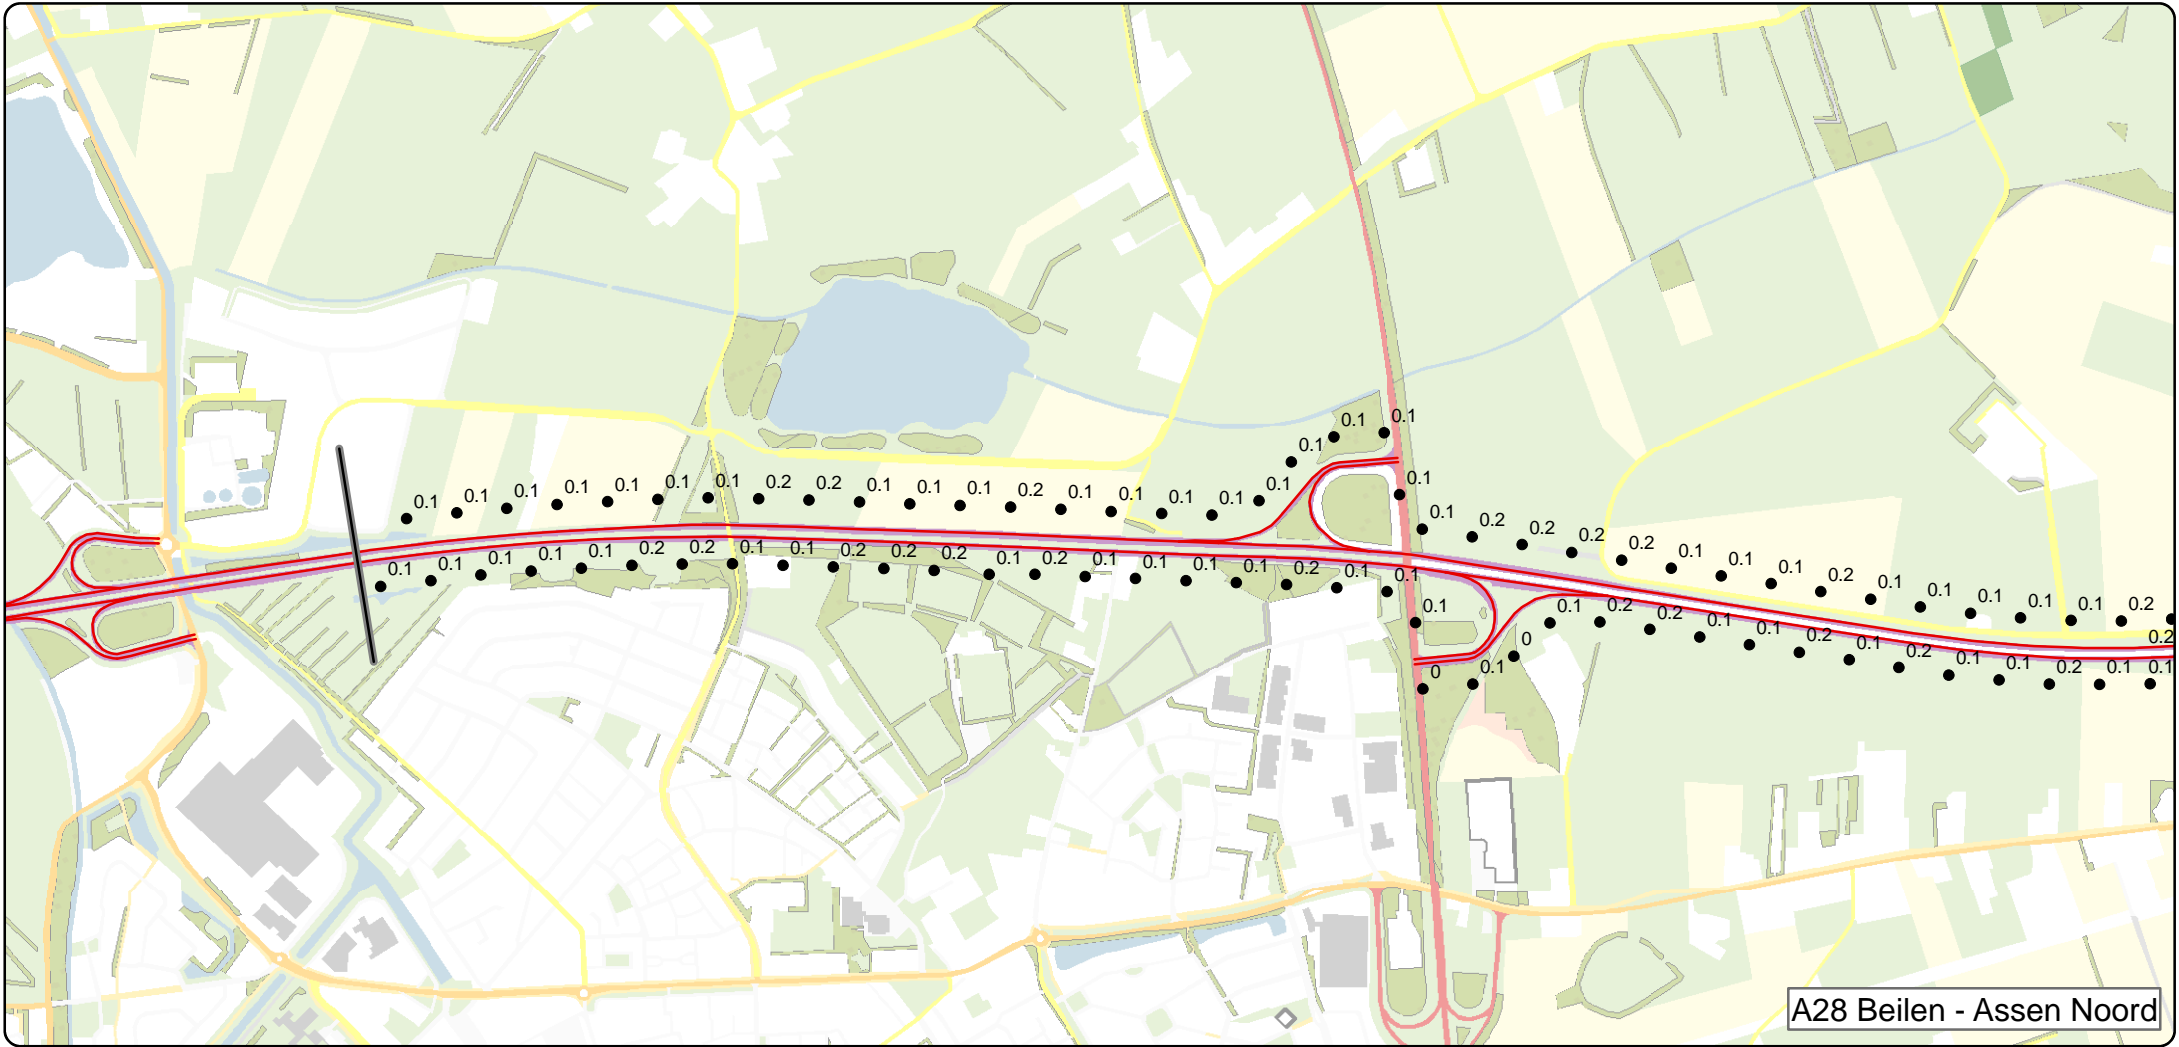 0.1 0.1
0.1
0.1 0.1 0.1 0.1 0.1 0.1 0.1 0.2 0.2 0.1 0.1 0.1 0.2 0.1 0.1 0.1 0.1 0.1 0.1
0.1 0.2 0.2 0.2 0.2 0.1 0.1 0.1 0.2 0.1 0.1 0.1 0.1 0.1 0.2
0.1 0.1 0.1 0.1 0.1 0.2 0.2 0.1 0.1 0.2 0.2 0.2 0.1 0.1 0.1 0.1 0.1 0.1 0.2 0.1 0.1
0.1 0.1 0.2 0.2 0.1 0.1 0.2 0.1 0.2 0.1 0.1 0.2 0.1 0.1
0.2
0 0.1 0
A28 Beilen - Assen Noord